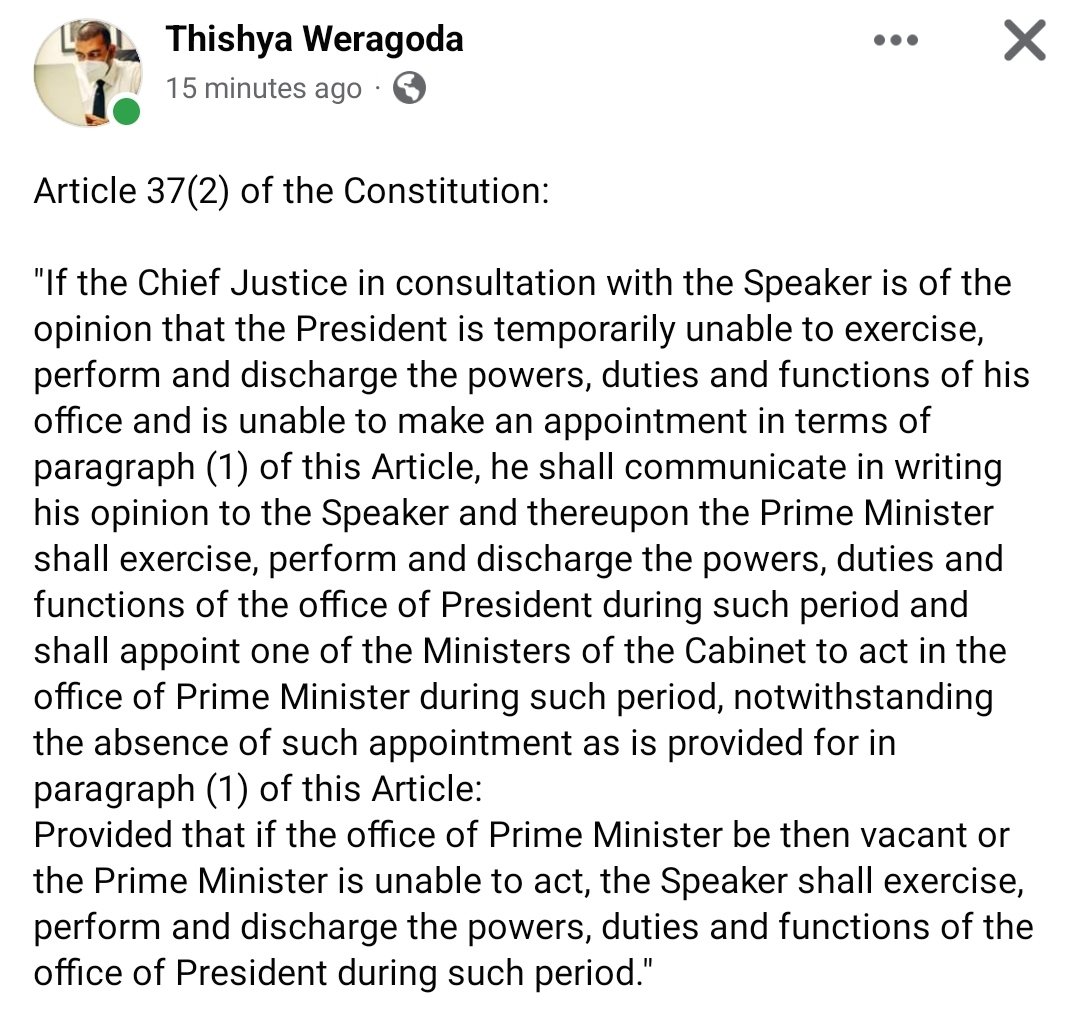 Thishya Weragoda
15 minutes ago ·
Article 37(2) of the Constitution:
"If the Chief Justice in consultation with the Speaker is of the
opinion that the President is temporarily unable to exercise,
perform and discharge the powers, duties and functions of his
office and is unable to make an appointment in terms of
paragraph (1) of this Article, he shall communicate in writing
his opinion to the Speaker and thereupon the Prime Minister
shall exercise, perform and discharge the powers, duties and
functions of the office of President during such period and
shall appoint one of the Ministers of the Cabinet to act in the
office of Prime Minister during such period, notwithstanding
the absence of such appointment as is provided for in
paragraph (1) of this Article:
Provided that if the office of Prime Minister be then vacant or
the Prime Minister is unable to act, the Speaker shall exercise,
perform and discharge the powers, duties and functions of the
office of President during such period."